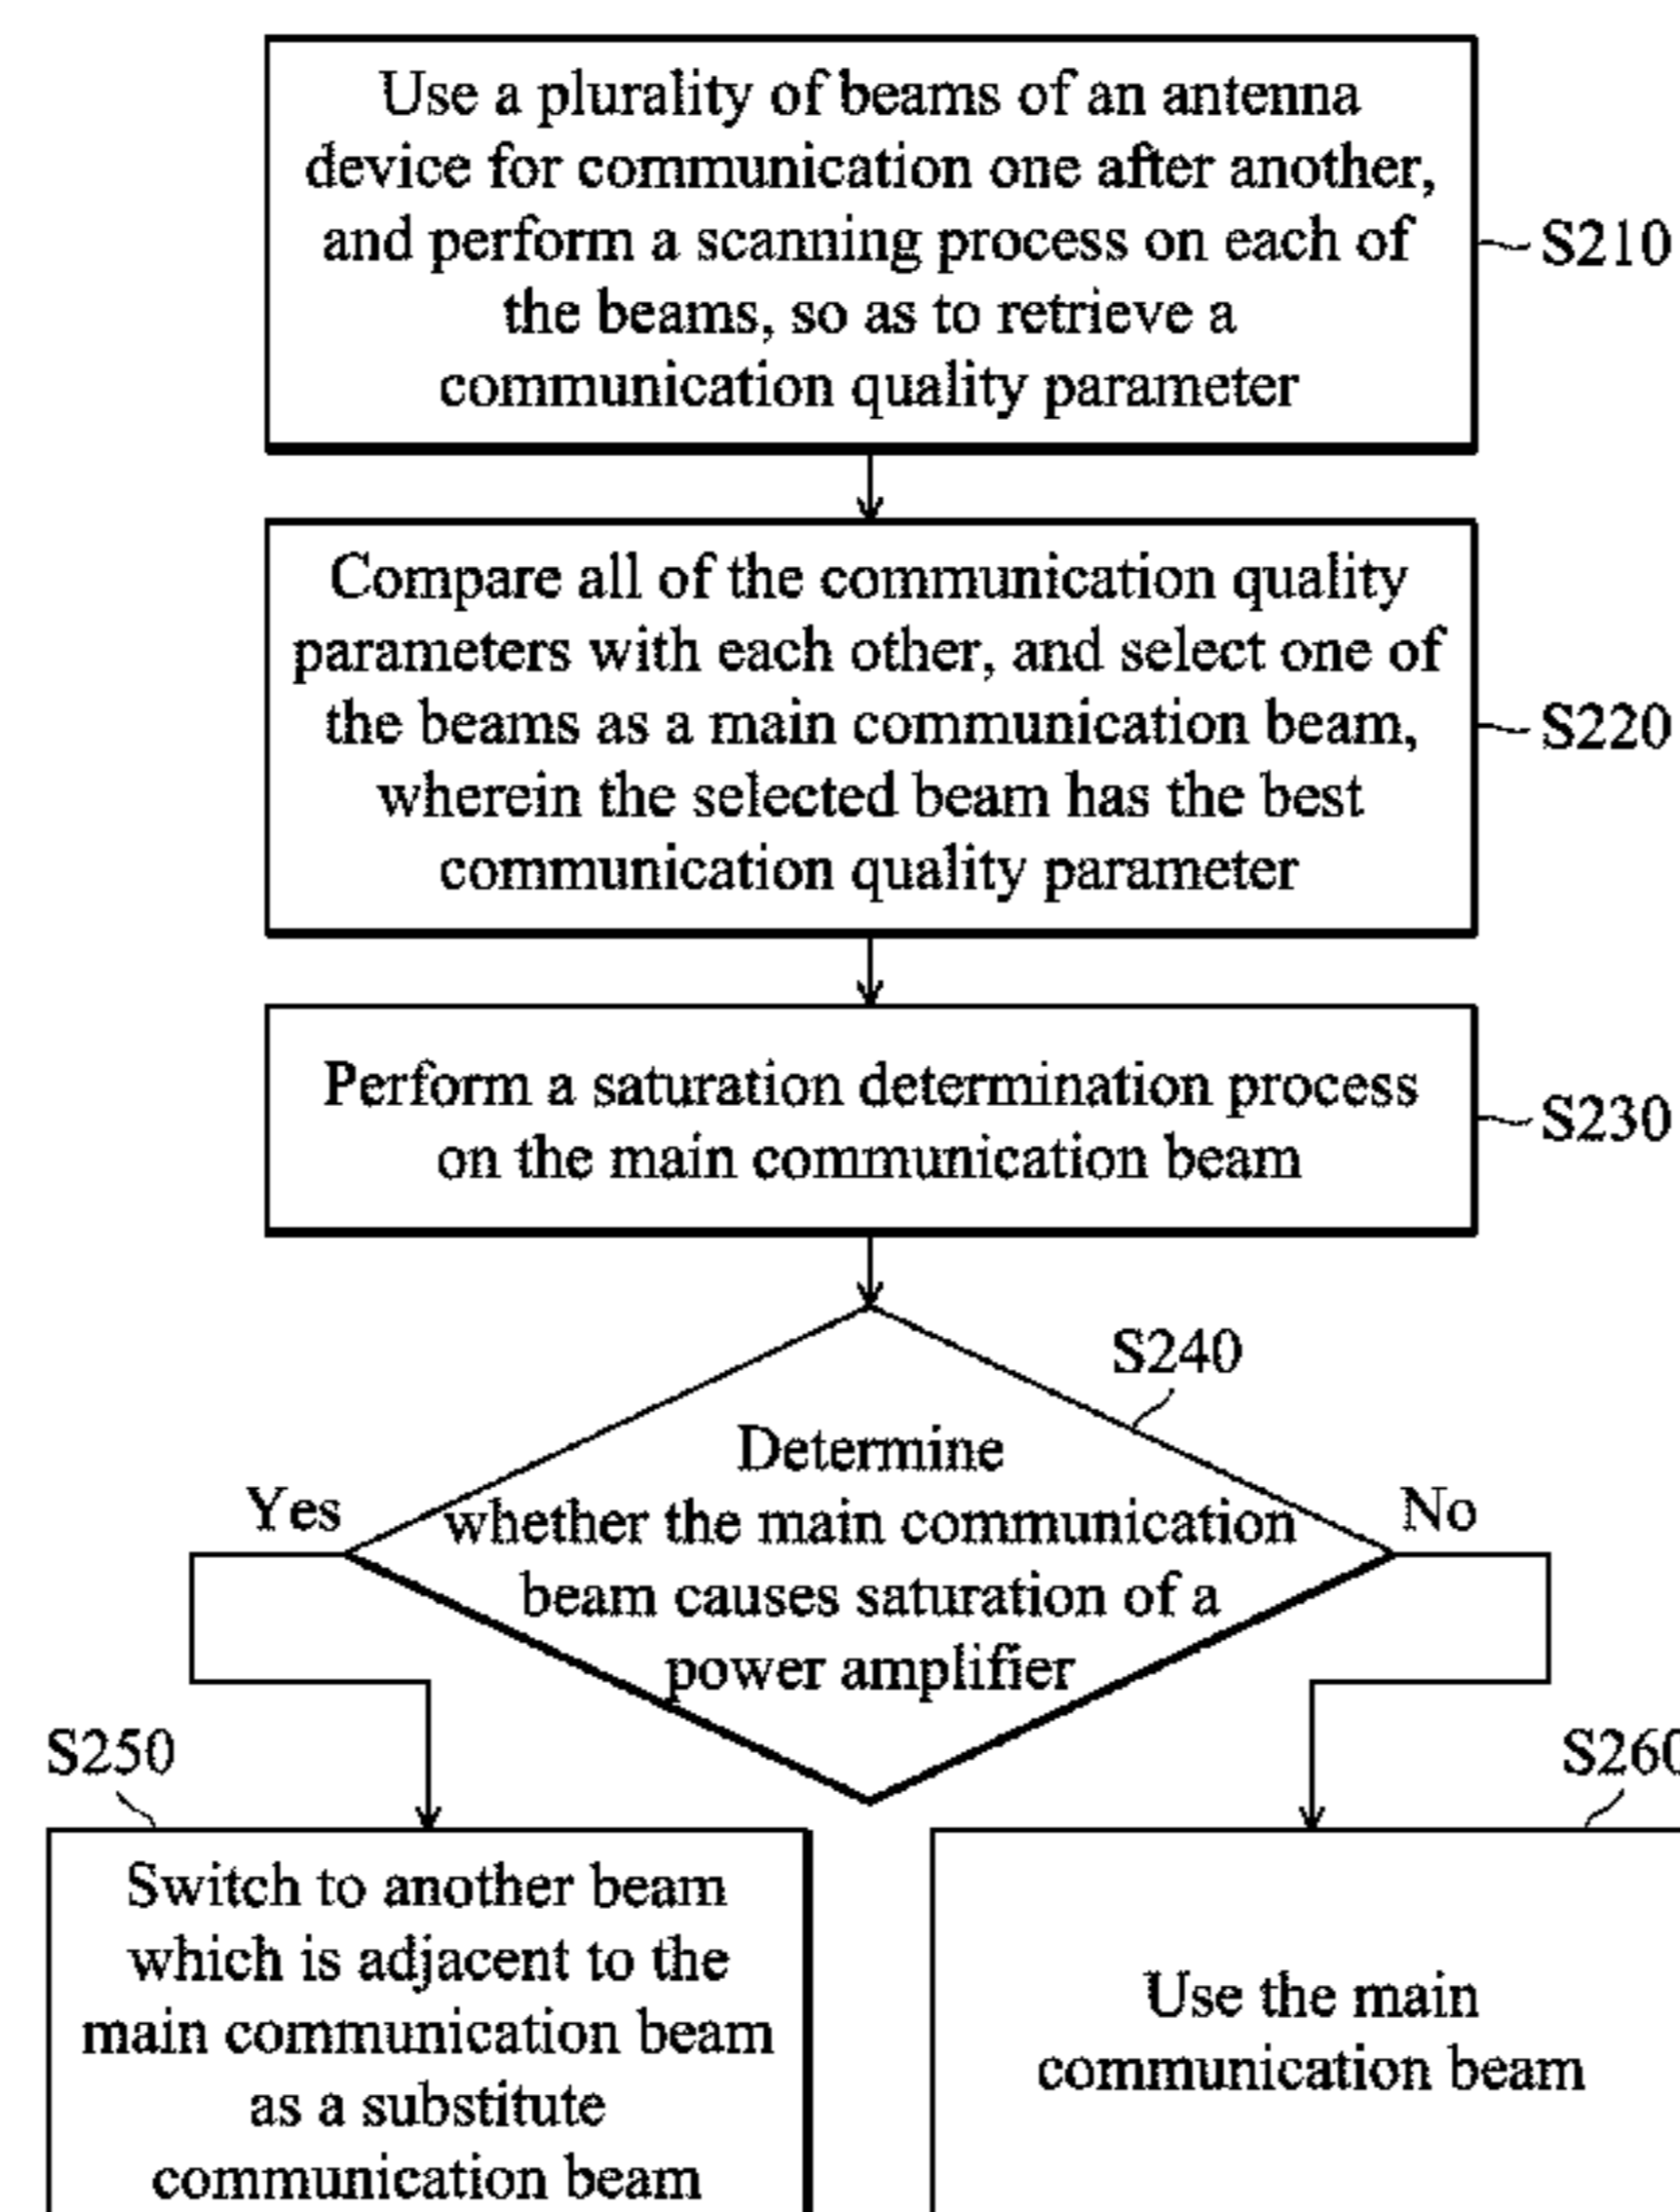 Use a plurality of beams of an antenna
device for communication one after another,
and perform a scanning process on each of
the beams, so as to retrieve a
communication quality parameter
S210
Compare all of the communication quality
parameters with each other, and select one of
the beams as a main communication beam,
wherein the selected beam has the best
communication quality parameter
S220
Perform a saturation determination process
on the main communication beam
S230
S240
Determine
whether the main communication
beam causes saturation of a
power amplifier
Yes
No
S250
Switch to another beam
which is adjacent to the
main communication beam
as a substitute
communication beam
S260
Use the main
communication beam